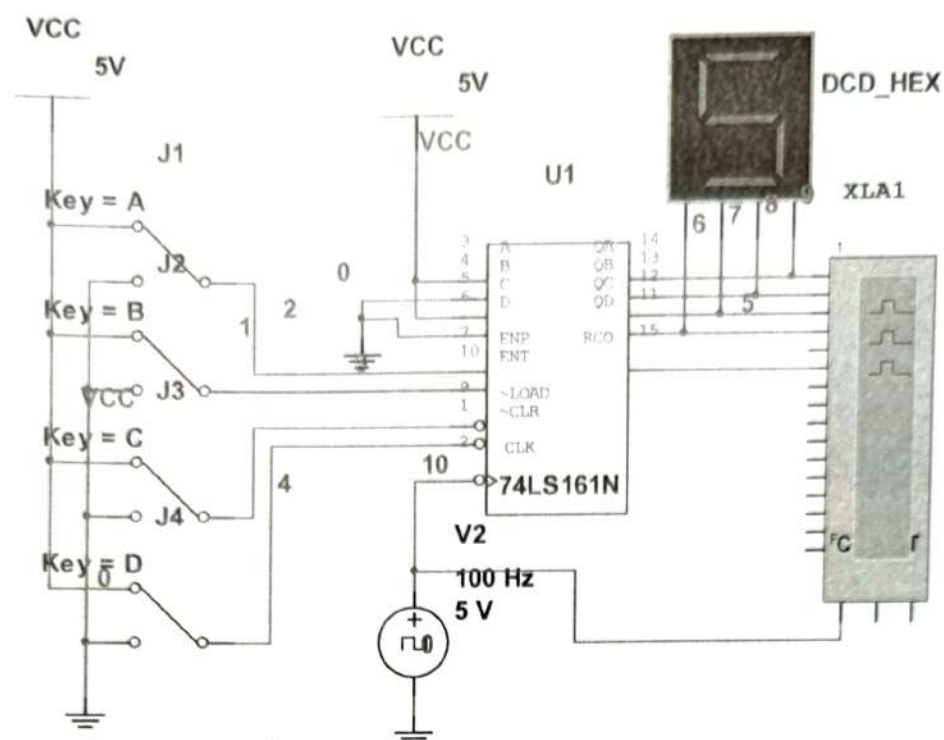 VCC
5V
J1
Key = A
J2
Key = B
J3
VCC
Key = C
J4
Key = D
0
1
2
0
4
VCC
5V
VCC
U1
3 A QA 14
4 B QB 13
5 C QC 12
6 D QD 11
7 ENP RCO 15
10 ENT
9 ~LOAD
1 ~CLR
2 CLK
74LS161N
10
V2
100 Hz
5 V
DCD_HEX
5
6 7 8 9
5
XLA1
1
C